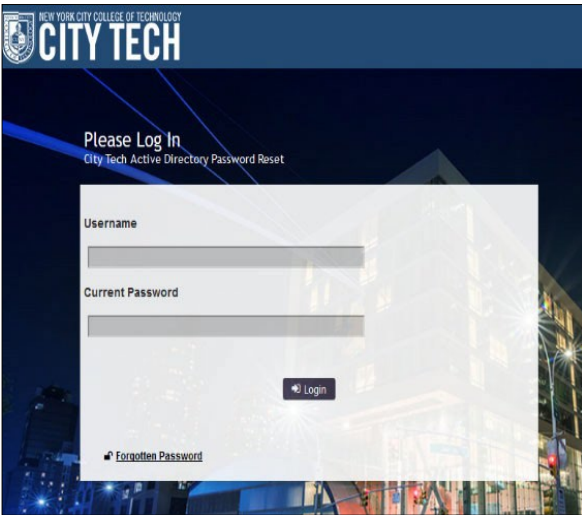 NEW YORK CITY COLLEGE OF TECHNOLOGY
CITY TECH
Please Log In
City Tech Active Directory Password Reset
Username
Current Password
Login
Forgotten Password